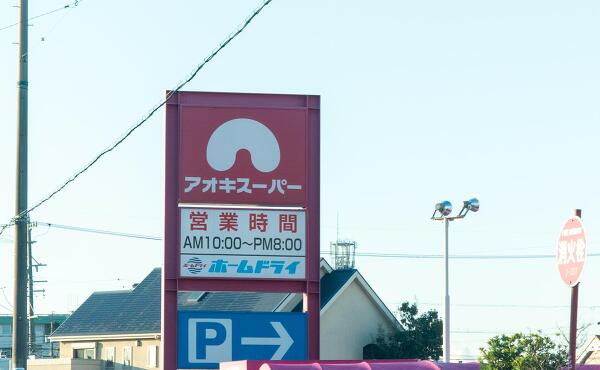 アオキスーパー
営業時間
AM10:00〜PM8:00
ホームドライ
P
消火栓